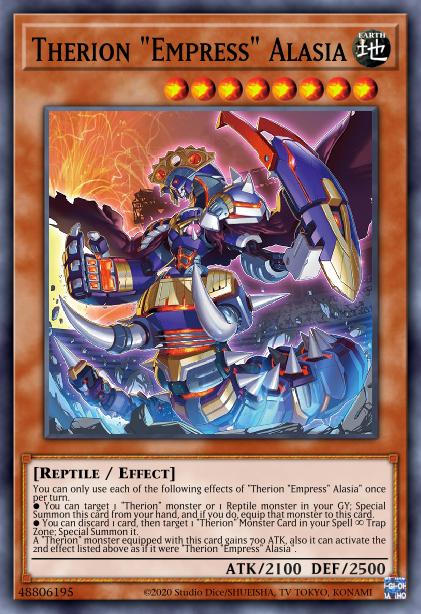 Therion "Empress" Alasia
EARTH
地
[Reptile / Effect]
You can only use each of the following effects of "Therion "Empress" Alasia" once
per turn.
● You can target 1 "Therion" monster or 1 Reptile monster in your GY; Special
Summon this card from your hand, and if you do, equip that monster to this card.
● You can discard 1 card, then target 1 "Therion" Monster Card in your Spell ∞ Trap
Zone; Special Summon it.
A "Therion" monster equipped with this card gains 700 ATK, also it can activate the
2nd effect listed above as if it were "Therion "Empress" Alasia".
ATK/2100 DEF/2500
48806195
©2020 Studio Dice/SHUEISHA, TV TOKYO, KONAMI